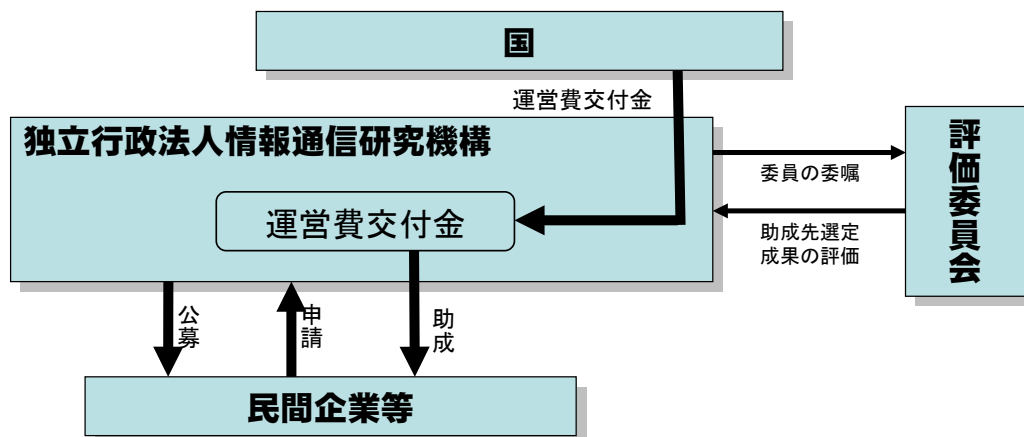 国
運営費交付金
独立行政法人情報通信研究機構
運営費交付金
委員の委嘱
助成先選定
成果の評価
評価委員会
公募
申請
助成
民間企業等